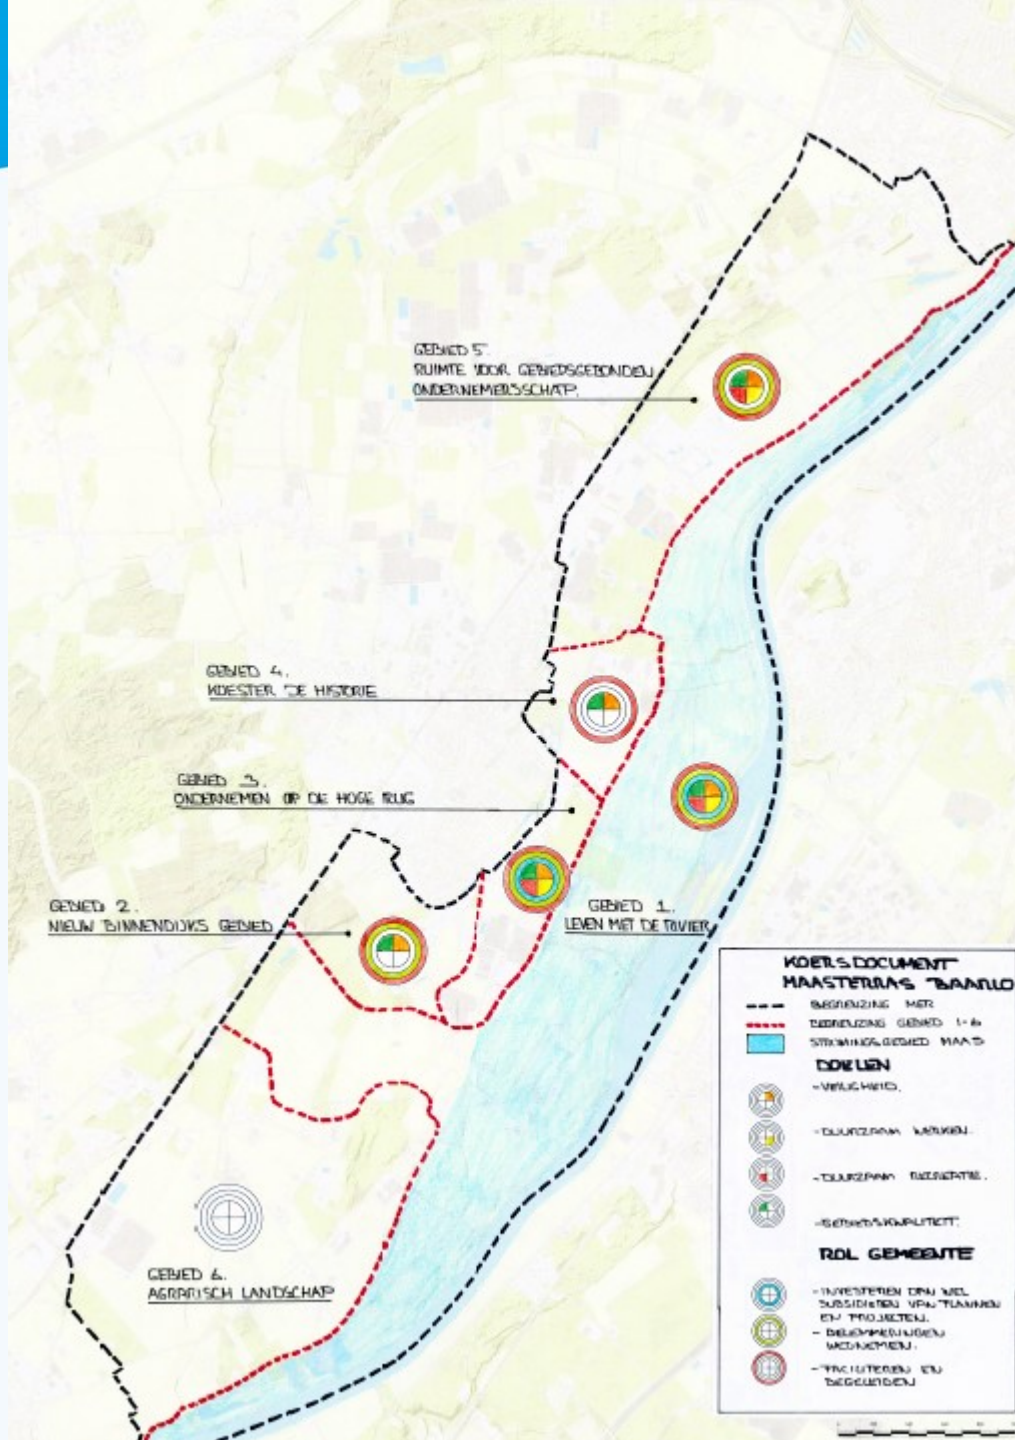 GEBIED 5.
RUIMTE VOOR GEBIEDSGEBONDEN
ONDERNEMERSSCHAP.
GEBIED 4.
KOESTER DE HISTORIE
GEBIED 3.
ONDERNEMEN OP DE HOGE RUG
GEBIED 2.
NIEUW BINNENDIJKS GEBIED
GEBIED 1.
LEVEN MET DE RIVIER
GEBIED 6.
AGRARISCH LANDSCHAP
KOERSDOCUMENT
MAASTERRAS BAARLO
BEGRENZING MER
BEGRENZING GEBIED 1-6
STROMINGSGEBIED MAAS
DOELEN
-VEILIGHEID.
-DUURZAAM WERKEN.
-DUURZAAM RECREATIE.
-GEBIEDSKWALITEIT.
ROL GEMEENTE
-INVESTEREN DAN WEL
SUBSIDIEREN VAN PLANNEN
EN PROJECTEN.
- BELEMMERINGEN
WEGNEMEN.
-FACILITEREN EN
BEGELEIDEN